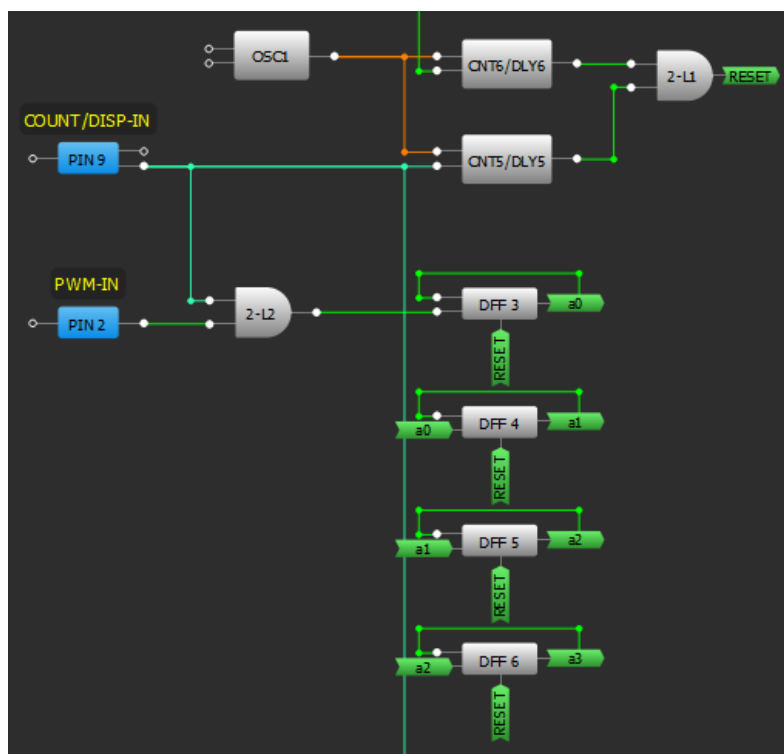 OSC1
CNT6/DLY6
2-L1
RESET
COUNT/DISP-IN
PIN 9
CNT5/DLY5
PWM-IN
PIN 2
2-L2
DFF 3
a0
RESET
a0
DFF 4
a1
RESET
a1
DFF 5
a2
RESET
a2
DFF 6
a3
RESET